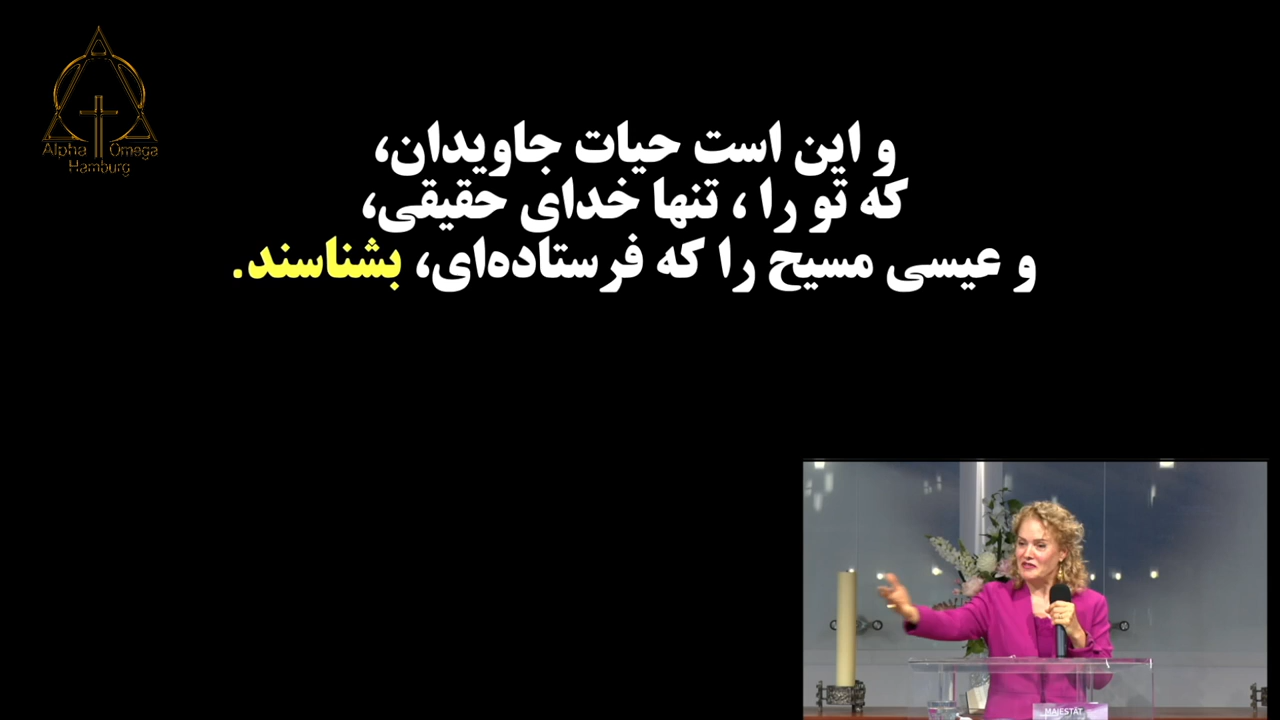 Alpha Omega
Hamburg
و این است حیات جاویدان،
که تو را ، تنها خدای حقیقی،
و عیسی مسیح را که فرستاده‌ای، بشناسند.
MAJESTÄT